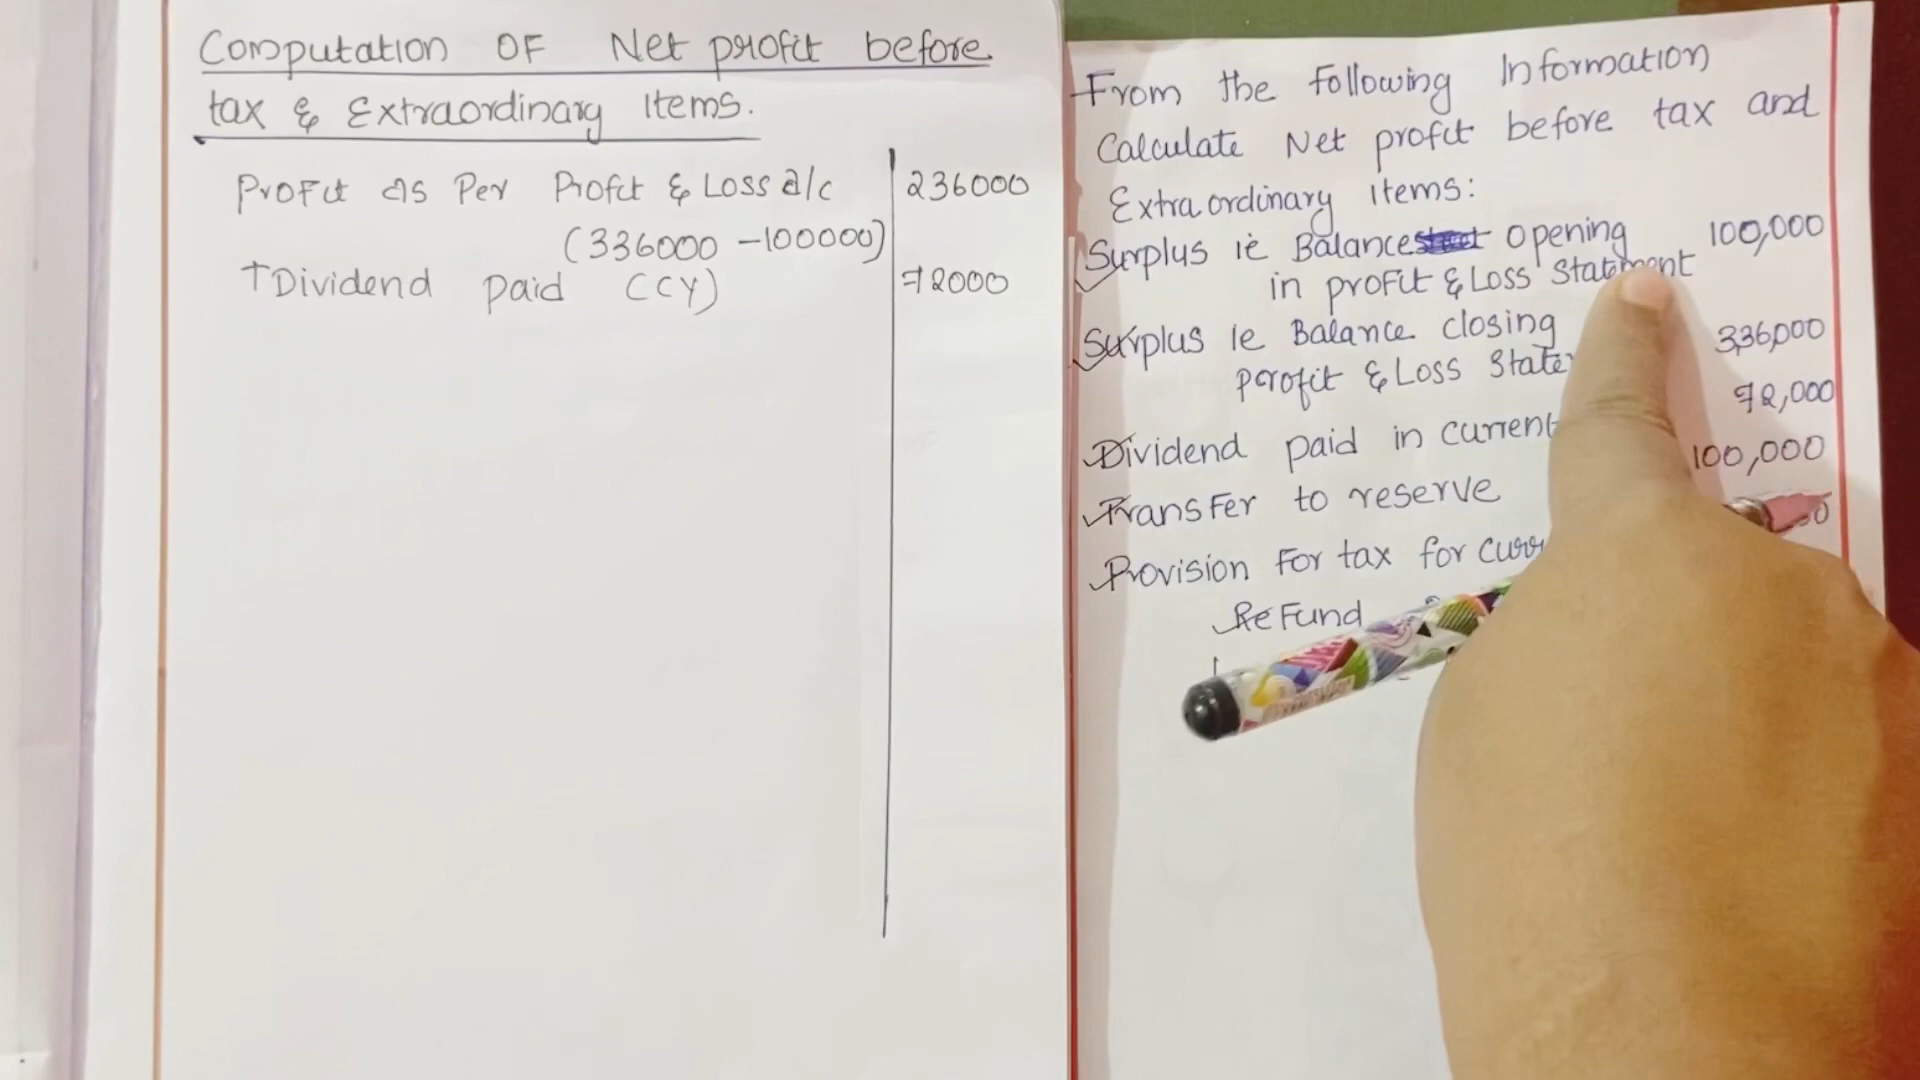 Computation OF Net profit before
tax & Extraordinary Items.
Profit as Per Profit & Loss a/c 236000
(336000 -100000)
+Dividend paid (CY) 72000
From the Following Information
Calculate Net profit before tax and
Extraordinary Items:
Surplus ie Balance Opening 100,000
in profit & Loss Statement
Surplus ie Balance closing 336,000
profit & Loss State
Dividend paid in current 72,000
Transfer to reserve 100,000
Provision For tax for curr
ReFund